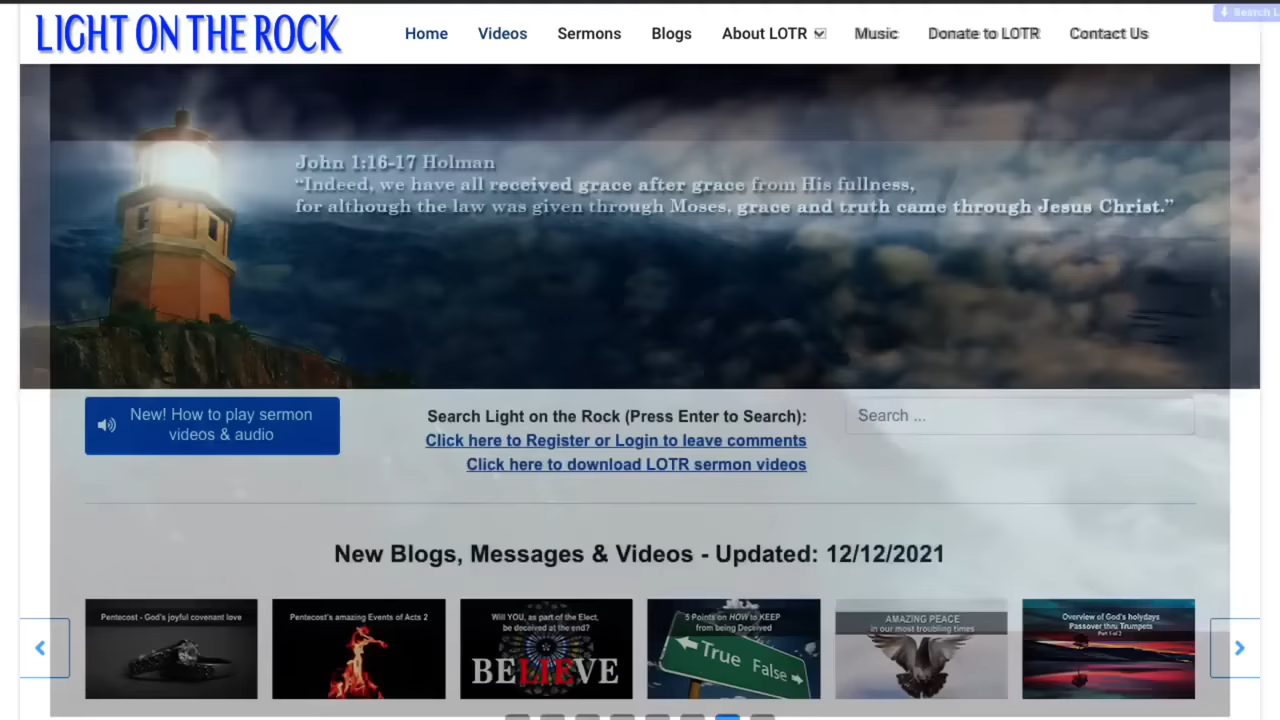 Search L
LIGHT ON THE ROCK
Home Videos Sermons Blogs About LOTR Music Donate to LOTR Contact Us
John 1:16-17 Holman
“Indeed, we have all received grace after grace from His fullness,
for although the law was given through Moses, grace and truth came through Jesus Christ.”
New! How to play sermon
videos & audio
Search Light on the Rock (Press Enter to Search):
Search ...
Click here to Register or Login to leave comments
Click here to download LOTR sermon videos
New Blogs, Messages & Videos - Updated: 12/12/2021
Pentecost - God's joyful covenant love
Pentecost's amazing Events of Acts 2
Will YOU, as part of the Elect,
be deceived at the end?
BELIEVE
5 Points on HOW to KEEP
from being Deceived
True False
AMAZING PEACE
in our most troubling times
Overview of God's holydays
Passover thru Trumpets
Part 1 of 2